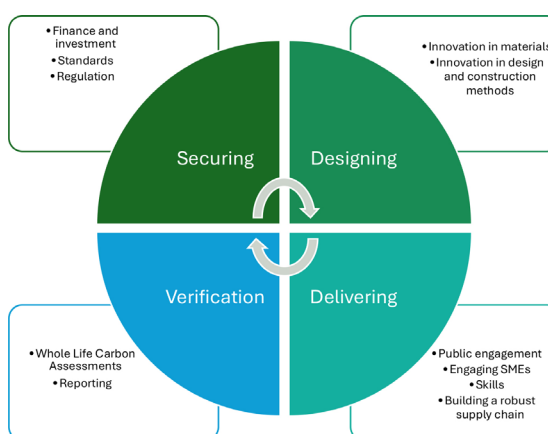 • Finance and
investment
• Standards
• Regulation
• Innovation in materials
• Innovation in design
and construction
methods
Securing
Designing
Verification
Delivering
• Whole Life Carbon
Assessments
• Reporting
• Public engagement
• Engaging SMEs
• Skills
• Building a robust
supply chain